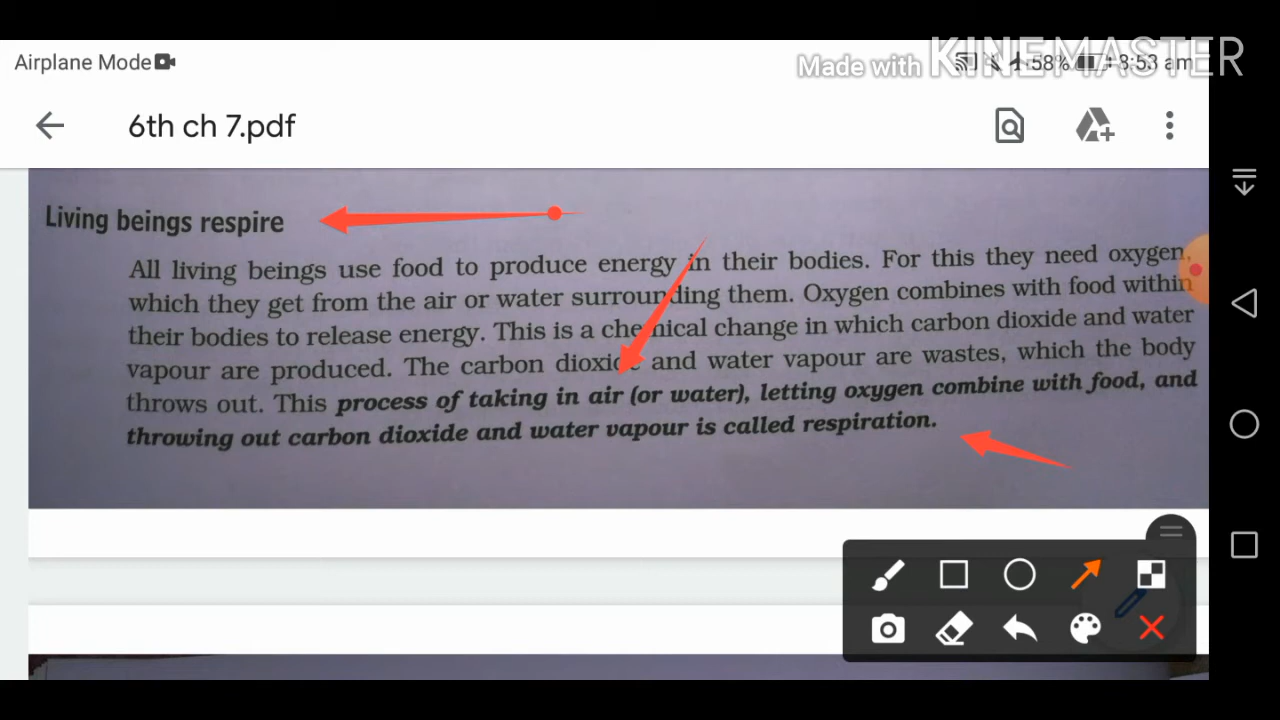 Airplane Mode
Made with KINEMASTER
58% 8:53 am
6th ch 7.pdf
Living beings respire
All living beings use food to produce energy in their bodies. For this they need oxygen,
which they get from the air or water surrounding them. Oxygen combines with food within
their bodies to release energy. This is a chemical change in which carbon dioxide and water
vapour are produced. The carbon dioxide and water vapour are wastes, which the body
throws out. This process of taking in air (or water), letting oxygen combine with food, and
throwing out carbon dioxide and water vapour is called respiration.